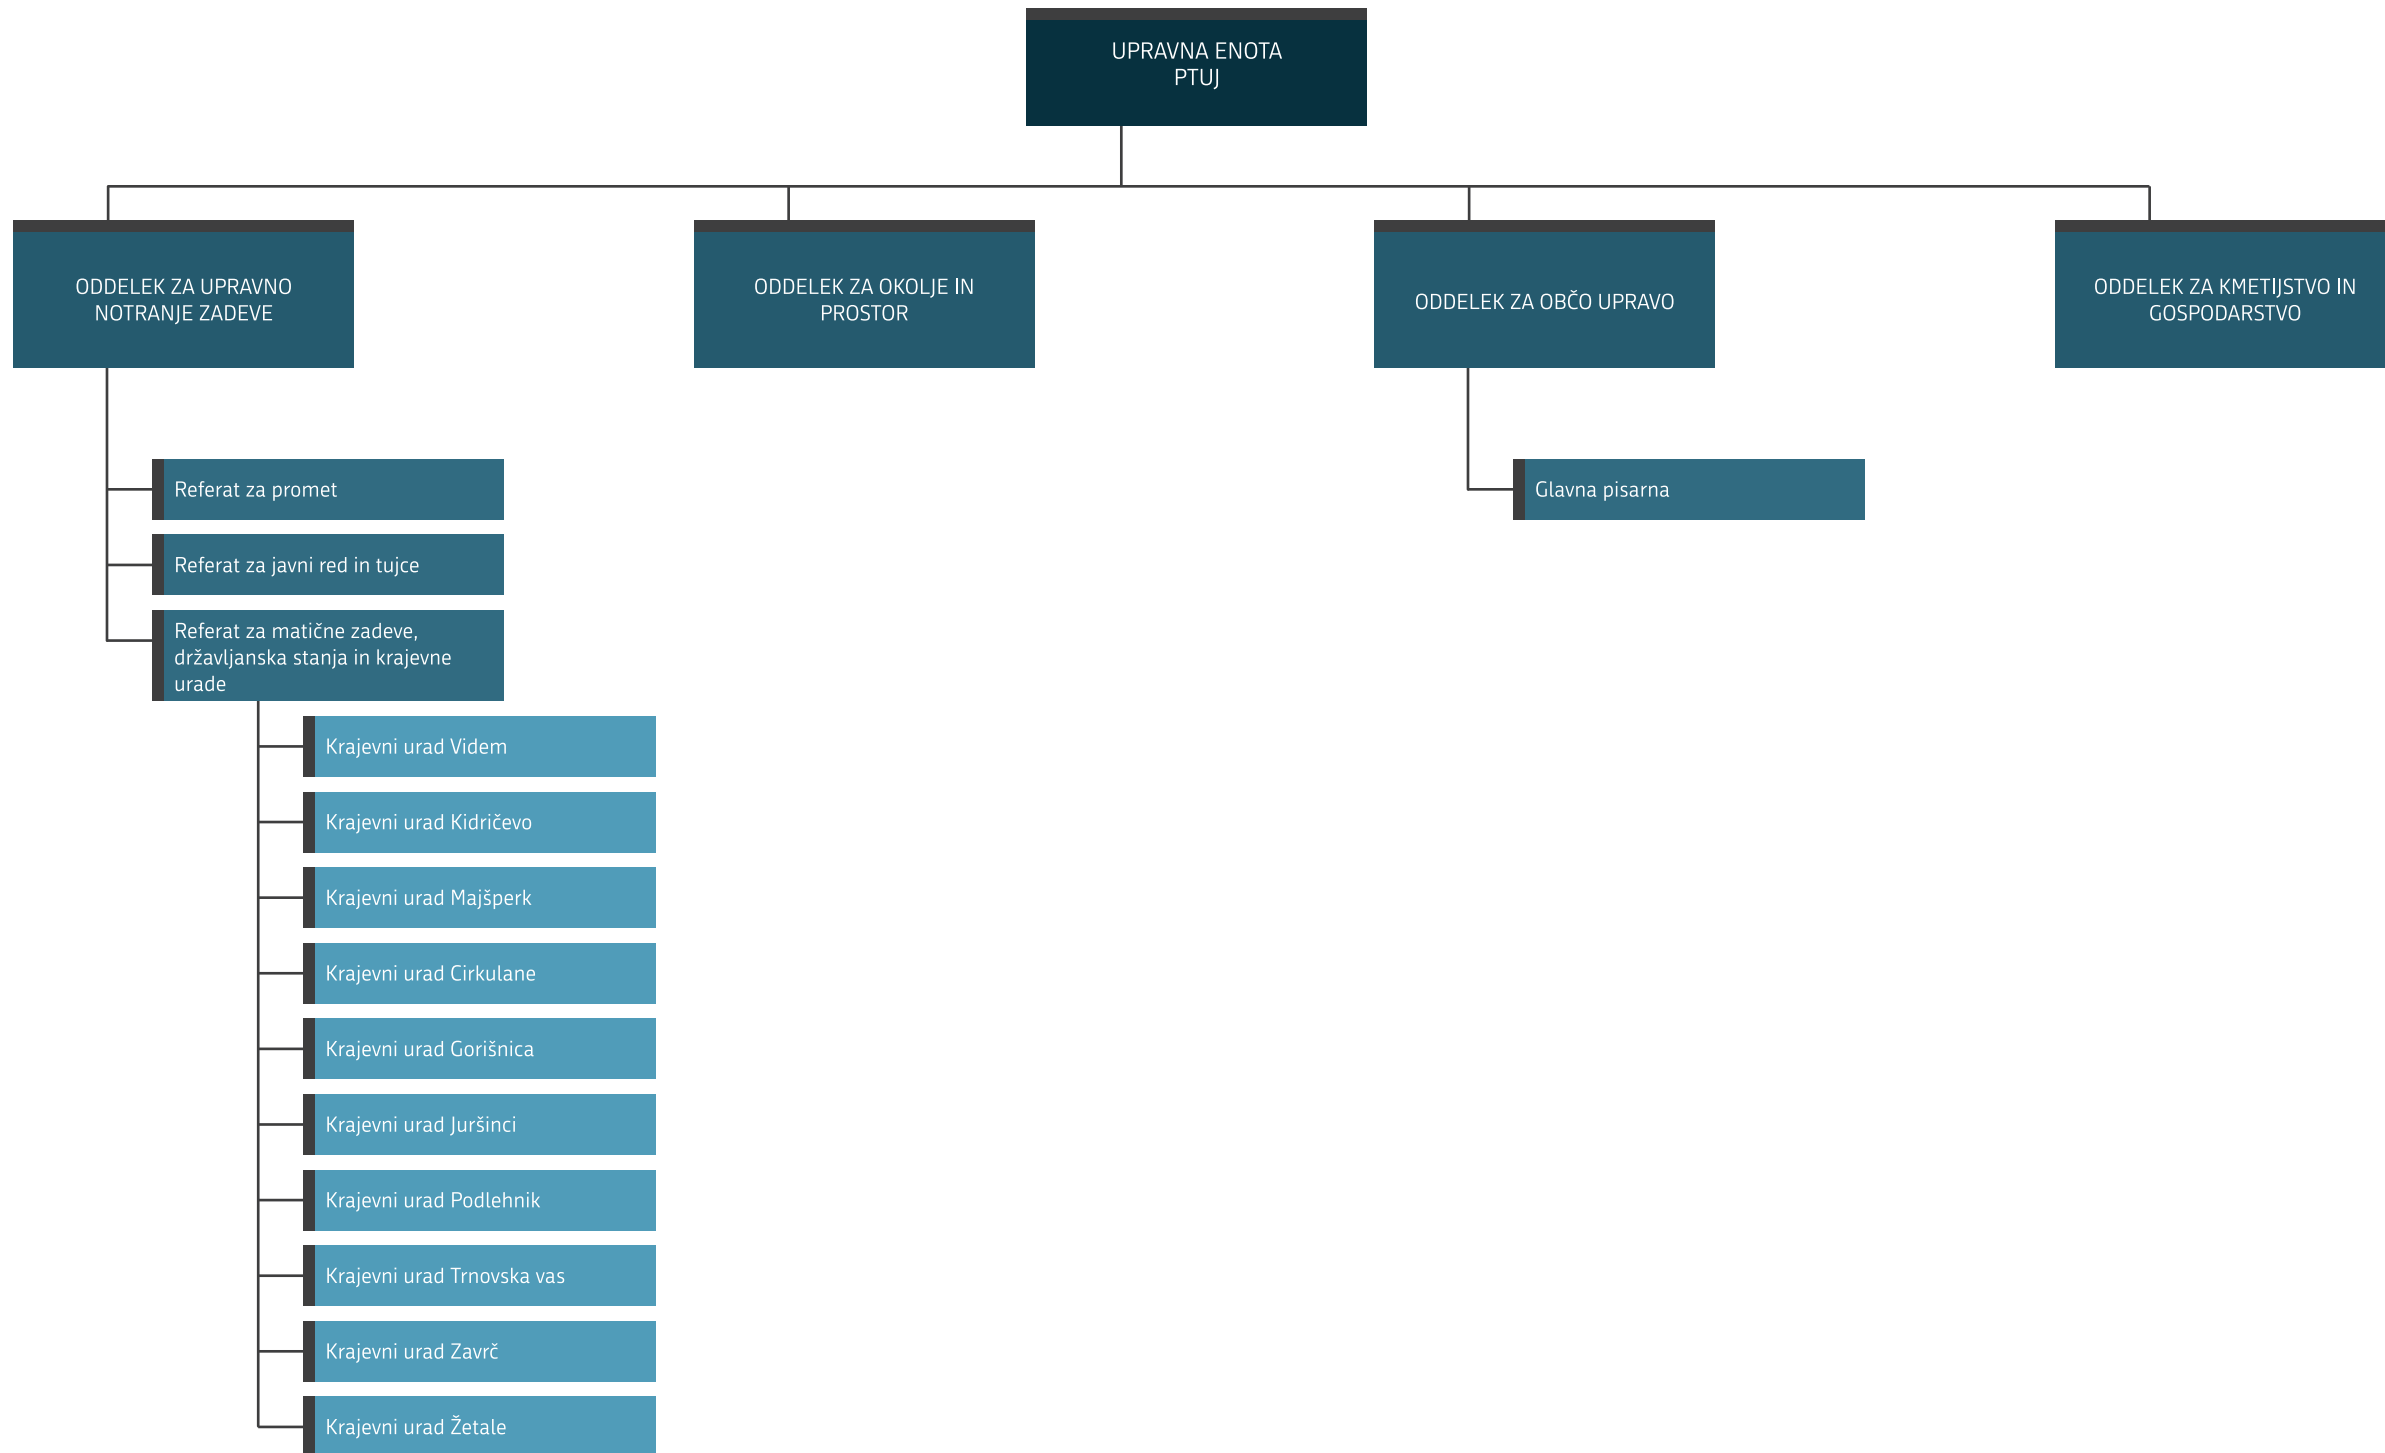 UPRAVNA ENOTA
PTUJ
ODDELEK ZA UPRAVNO
NOTRANJE ZADEVE
ODDELEK ZA OKOLJE IN
PROSTOR
ODDELEK ZA OBČO UPRAVO
ODDELEK ZA KMETIJSTVO IN
GOSPODARSTVO
Referat za promet
Glavna pisarna
Referat za javni red in tujce
Referat za matične zadeve,
državljanska stanja in krajevne
urade
Krajevni urad Videm
Krajevni urad Kidričevo
Krajevni urad Majšperk
Krajevni urad Cirkulane
Krajevni urad Gorišnica
Krajevni urad Juršinci
Krajevni urad Podlehnik
Krajevni urad Trnovska vas
Krajevni urad Zavrč
Krajevni urad Žetale